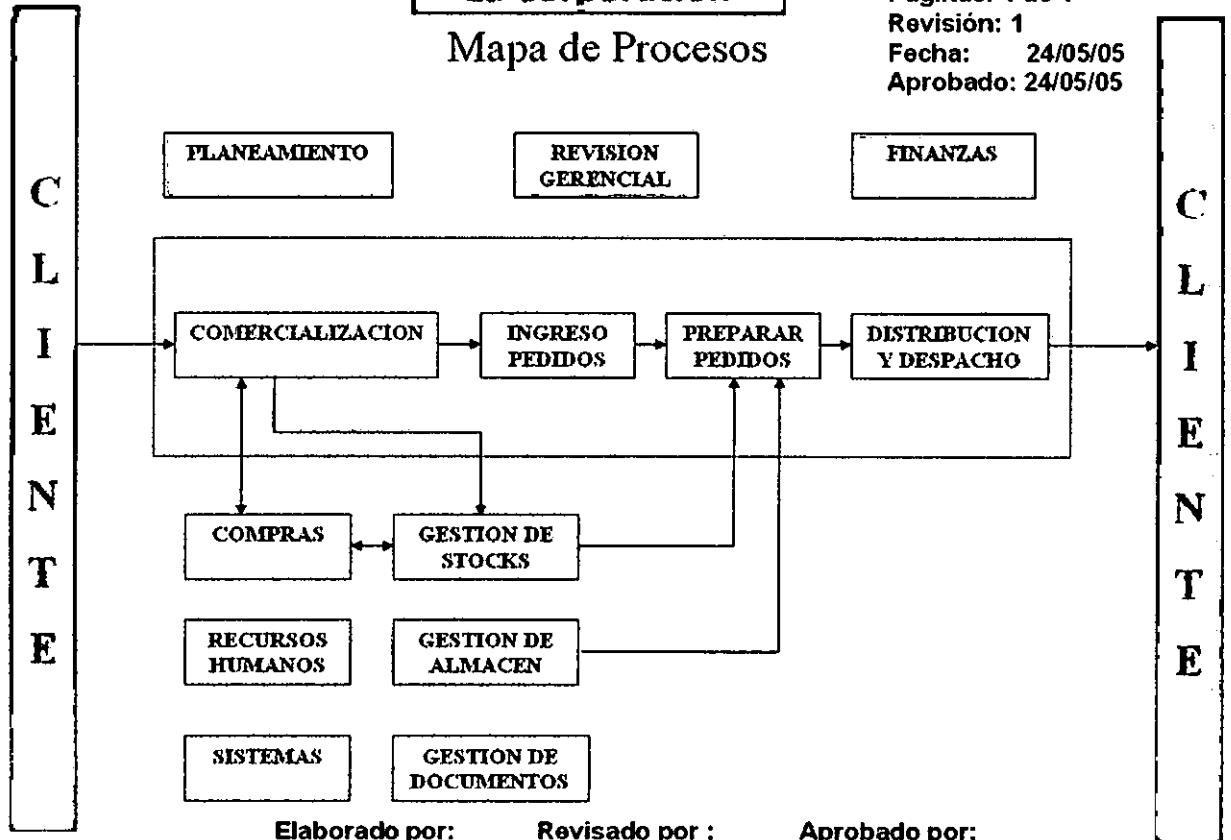 Mapa de Procesos
Revisión: 1
Fecha: 24/05/05
Aprobado: 24/05/05
PLANEAMIENTO
REVISION
GERENCIAL
FINANZAS
CLIENTE
COMERCIALIZACION
INGRESO
PEDIDOS
PREPARAR
PEDIDOS
DISTRIBUCION
Y DESPACHO
CLIENTE
COMPRAS
GESTION DE
STOCKS
RECURSOS
HUMANOS
GESTION DE
ALMACEN
SISTEMAS
GESTION DE
DOCUMENTOS
Elaborado por: Revisado por : Aprobado por: